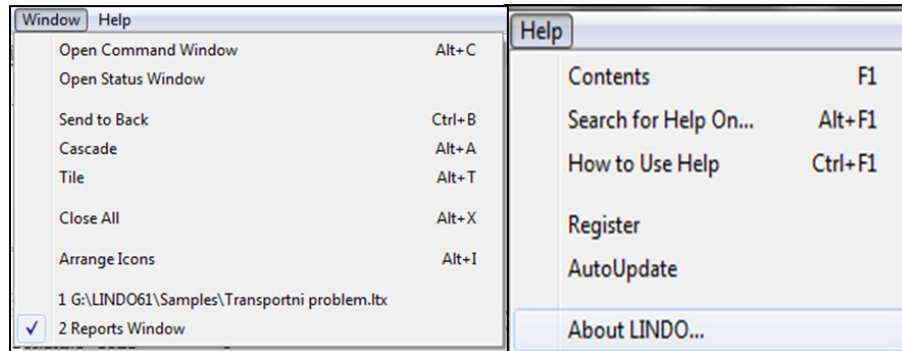 Window Help
Open Command Window Alt+C
Open Status Window
Send to Back Ctrl+B
Cascade Alt+A
Tile Alt+T
Close All Alt+X
Arrange Icons Alt+I
1 G:\LINDO61\Samples\Transportni problem.ltx
✓ 2 Reports Window
Help
Contents F1
Search for Help On... Alt+F1
How to Use Help Ctrl+F1
Register
AutoUpdate
About LINDO...